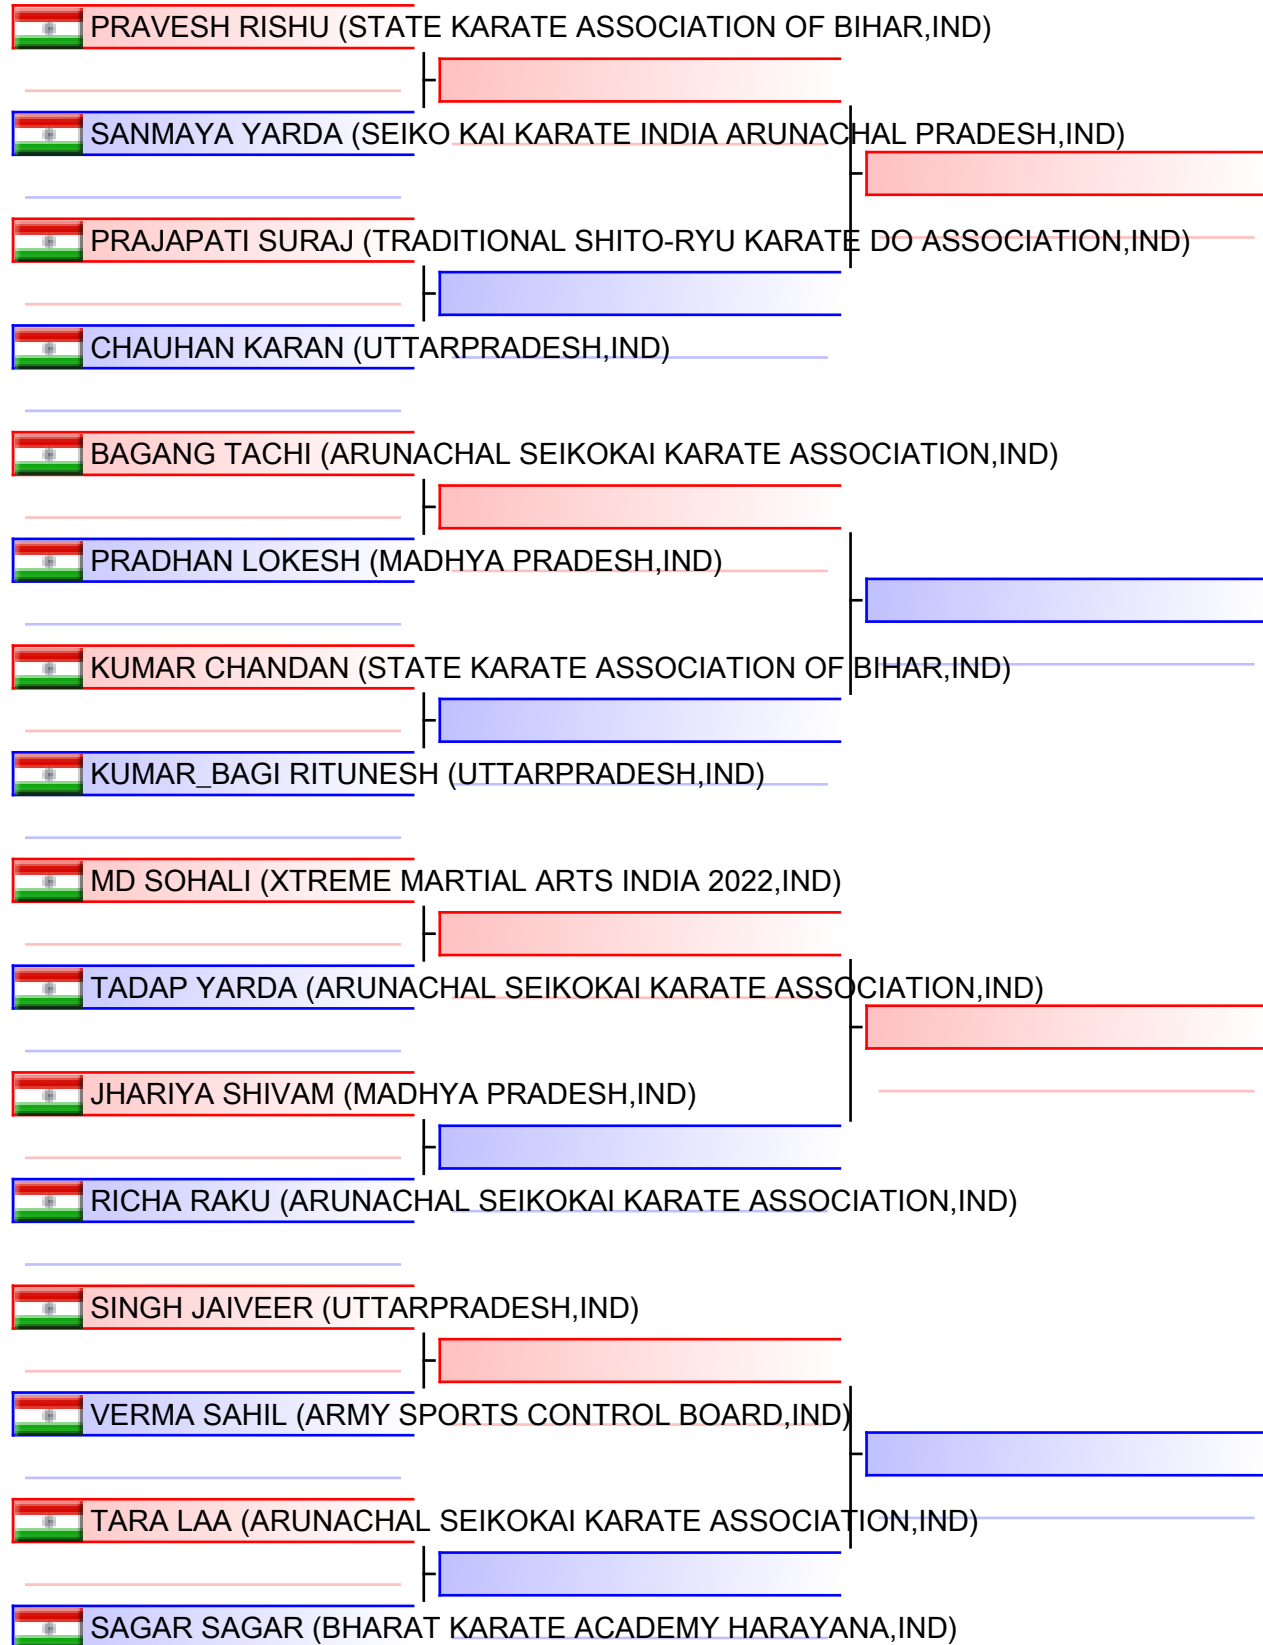 PRAVESH RISHU (STATE KARATE ASSOCIATION OF BIHAR,IND)
SANMAYA YARDA (SEIKO KAI KARATE INDIA ARUNACHAL PRADESH,IND)
PRAJAPATI SURAJ (TRADITIONAL SHITO-RYU KARATE DO ASSOCIATION,IND)
CHAUHAN KARAN (UTTARPRADESH,IND)
BAGANG TACHI (ARUNACHAL SEIKOKAI KARATE ASSOCIATION,IND)
PRADHAN LOKESH (MADHYA PRADESH,IND)
KUMAR CHANDAN (STATE KARATE ASSOCIATION OF BIHAR,IND)
KUMAR_BAGI RITUNESH (UTTARPRADESH,IND)
MD SOHALI (XTREME MARTIAL ARTS INDIA 2022,IND)
TADAP YARDA (ARUNACHAL SEIKOKAI KARATE ASSOCIATION,IND)
JHARIYA SHIVAM (MADHYA PRADESH,IND)
RICHA RAKU (ARUNACHAL SEIKOKAI KARATE ASSOCIATION,IND)
SINGH JAIVEER (UTTARPRADESH,IND)
VERMA SAHIL (ARMY SPORTS CONTROL BOARD,IND)
TARA LAA (ARUNACHAL SEIKOKAI KARATE ASSOCIATION,IND)
SAGAR SAGAR (BHARAT KARATE ACADEMY HARAYANA,IND)